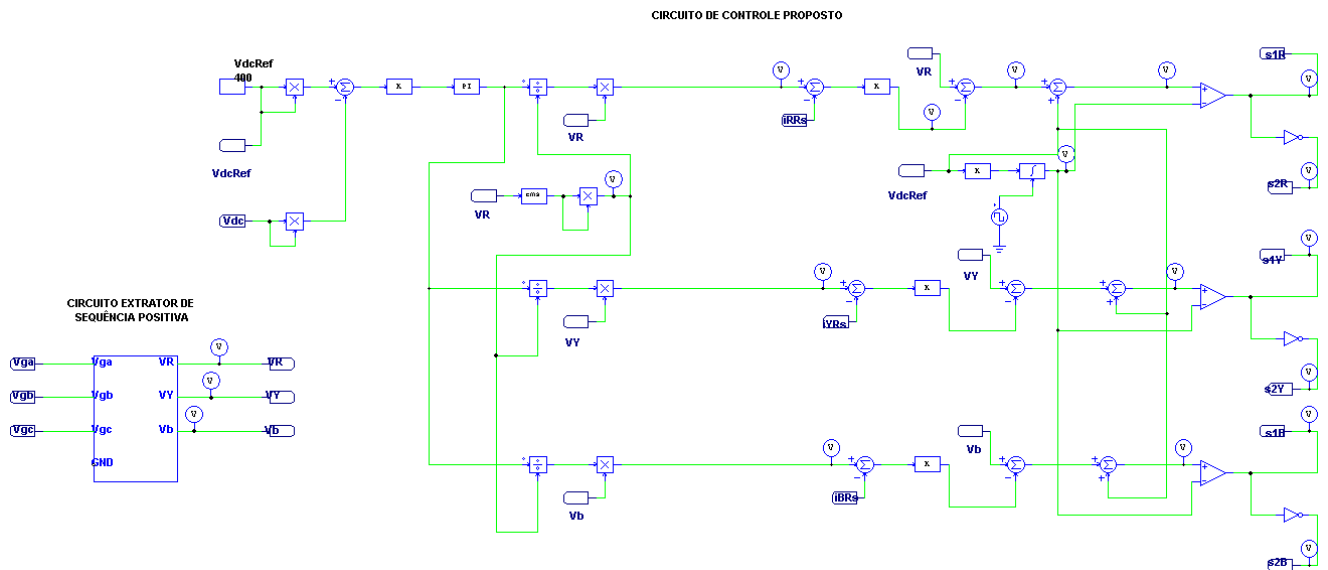 CIRCUITO DE CONTROLE PROPOSTO
VdcRef
400
K
PI
÷
÷
VR
V
iRRs
K
V
VR
V
V
s1R
V
V
s2R
VdcRef
Vdc
VR
rms
V
VdcRef
K
∫
V
÷
÷
VY
V
iYRs
K
VY
V
s1Y
V
V
s2Y
CIRCUITO EXTRATOR DE
SEQUÊNCIA POSITIVA
Vga
Vga
VR
V
VR
Vgb
Vgb
VY
V
VY
Vgc
Vgc
Vb
V
Vb
GND
÷
÷
Vb
V
iBRs
K
Vb
V
s1B
V
V
s2B